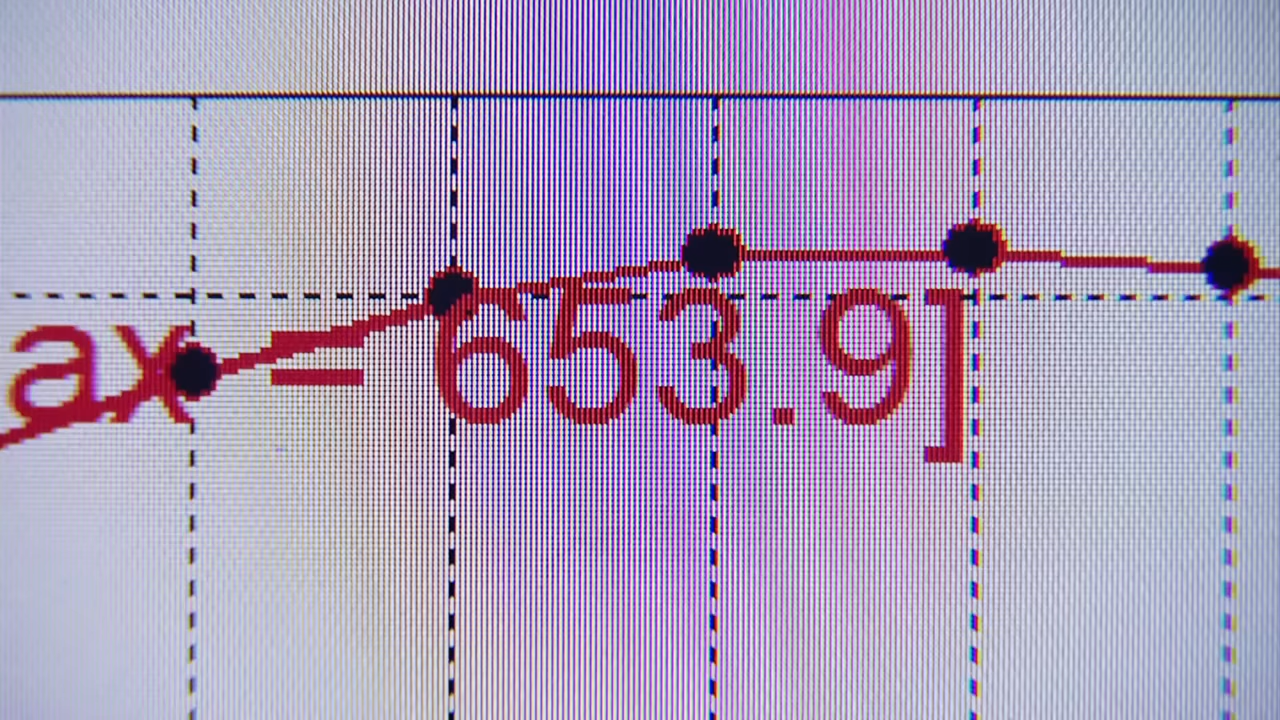 ax = 653.9]